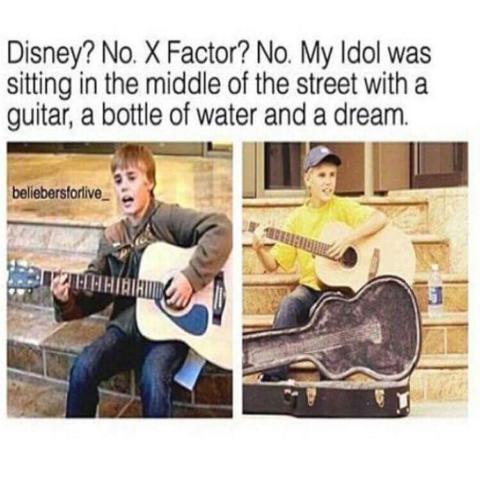 Disney? No. X Factor? No. My Idol was
sitting in the middle of the street with a
guitar, a bottle of water and a dream.
beliebersforlive_